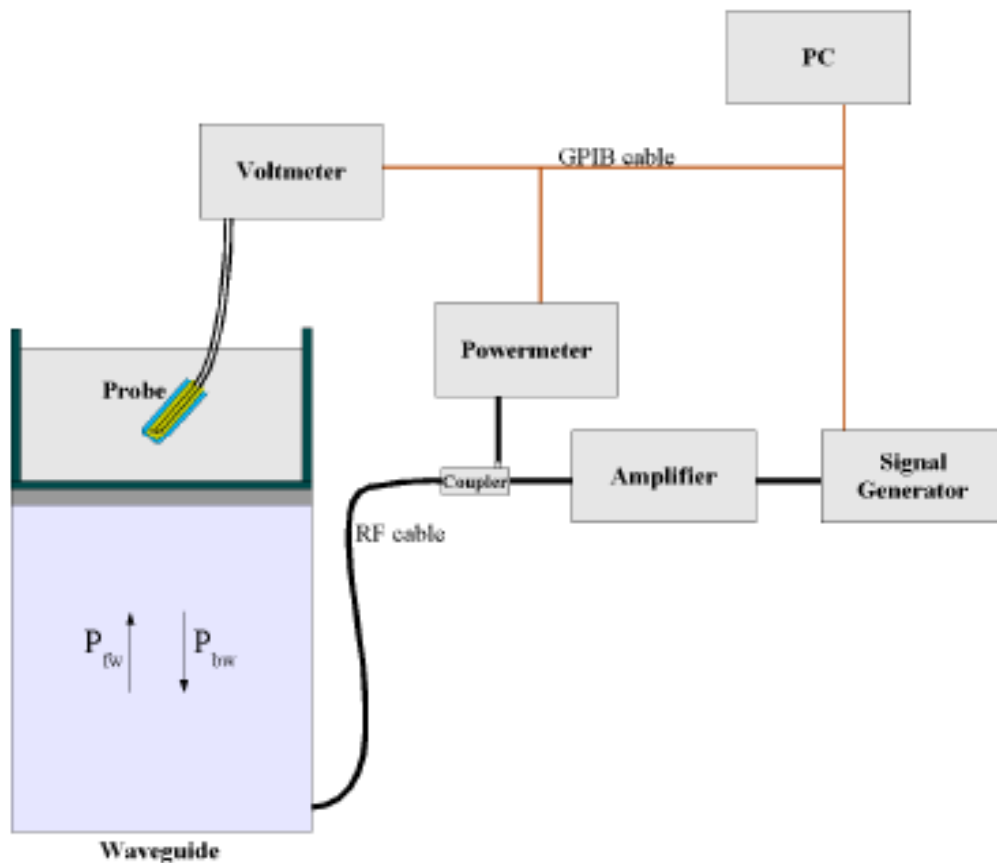 PC
Voltmeter
GPIB cable
Powermeter
Probe
Coupler
Amplifier
Signal
Generator
RF cable
P fw
P bw
Waveguide